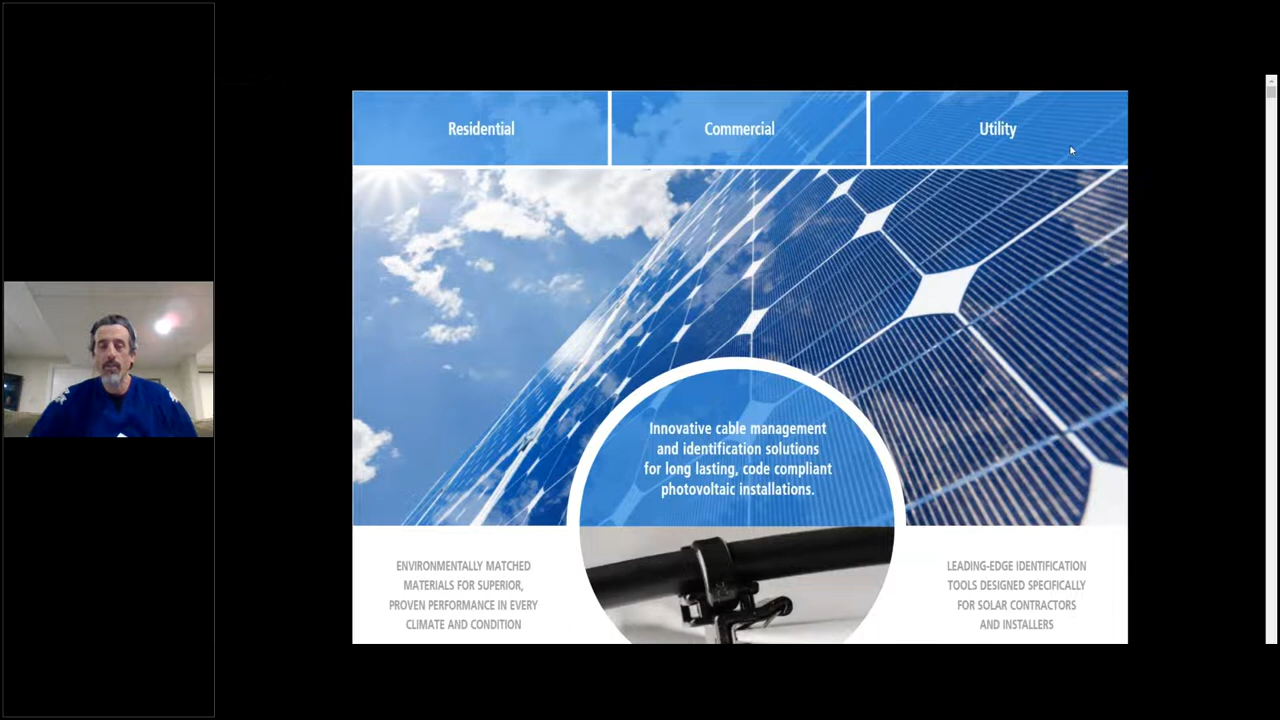 Residential
Commercial
Utility
Innovative cable management
and identification solutions
for long lasting, code compliant
photovoltaic installations.
ENVIRONMENTALLY MATCHED
MATERIALS FOR SUPERIOR,
PROVEN PERFORMANCE IN EVERY
CLIMATE AND CONDITION
LEADING-EDGE IDENTIFICATION
TOOLS DESIGNED SPECIFICALLY
FOR SOLAR CONTRACTORS
AND INSTALLERS